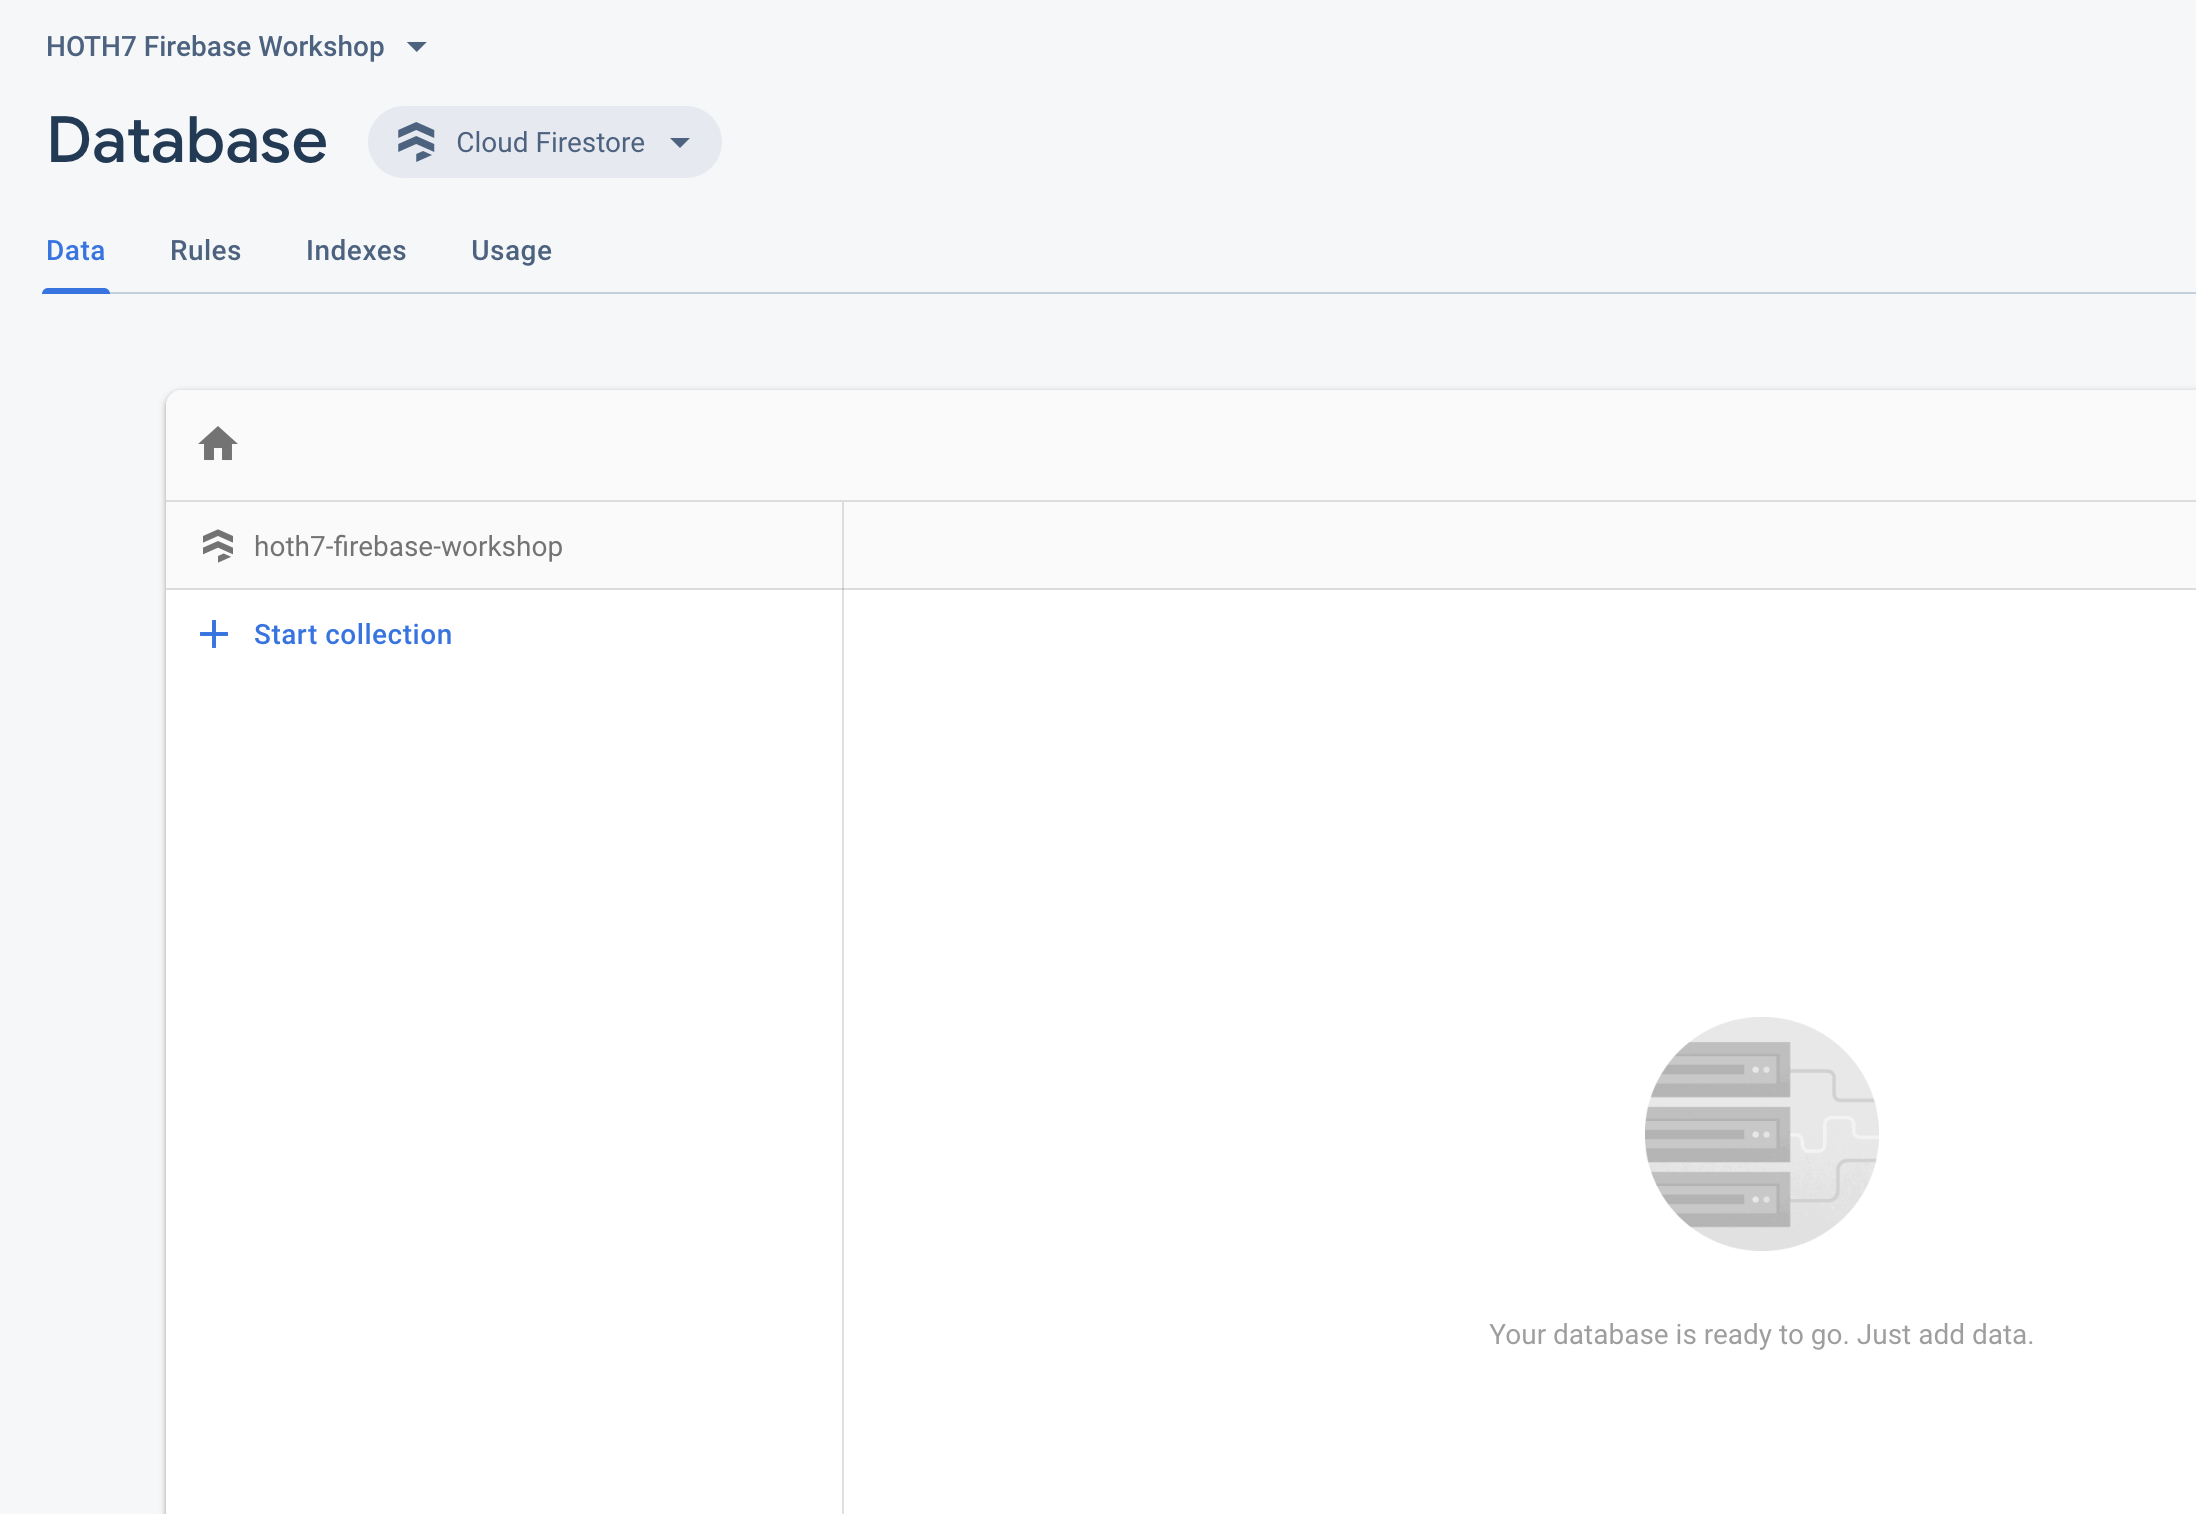 HOTH7 Firebase Workshop
Database
Cloud Firestore
Data Rules Indexes Usage
hoth7-firebase-workshop
Start collection
Your database is ready to go. Just add data.